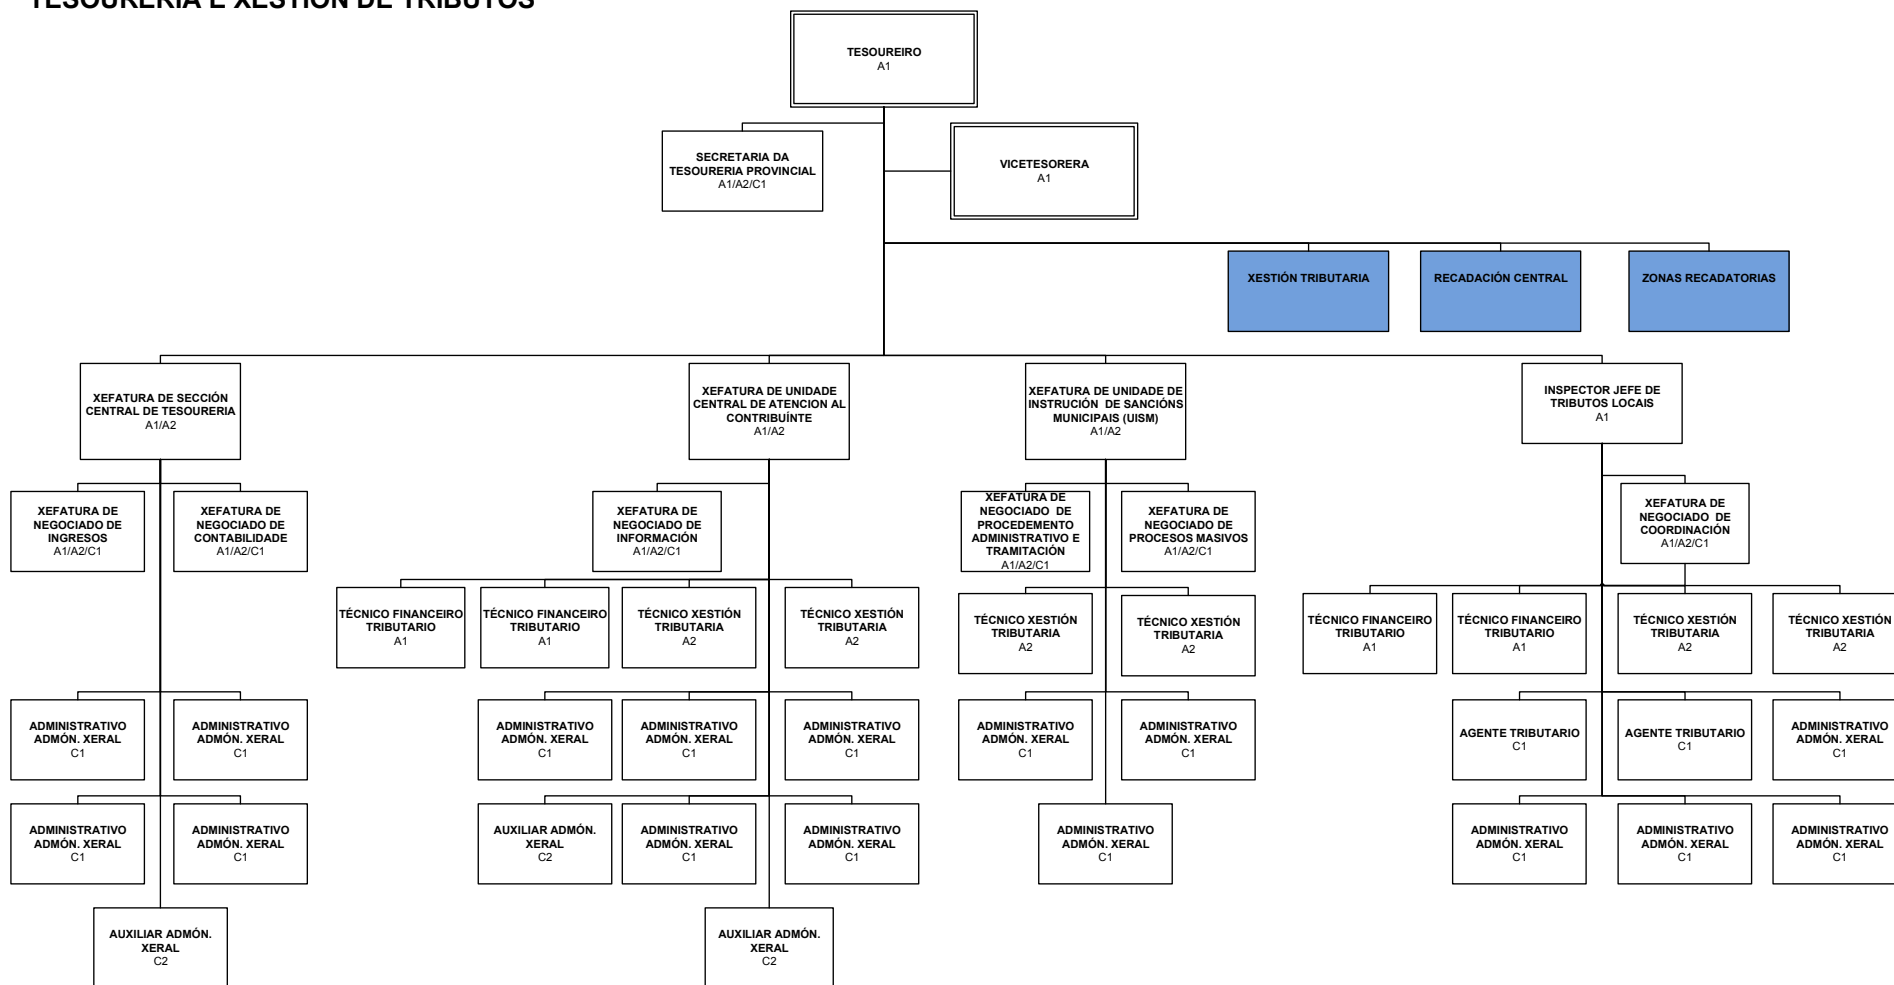 TESOURERIA E XESTIÓN DE TRIBUTOS
TESOUREIRO
A1
SECRETARIA DA
TESOURERIA PROVINCIAL
A1/A2/C1
VICETESORERA
A1
XESTIÓN TRIBUTARIA
RECADACIÓN CENTRAL
ZONAS RECADATORIAS
XEFATURA DE SECCIÓN
CENTRAL DE TESOURERIA
A1/A2
XEFATURA DE UNIDADE
CENTRAL DE ATENCION AL
CONTRIBUÍNTE
A1/A2
XEFATURA DE UNIDADE DE
INSTRUCIÓN DE SANCIÓNS
MUNICIPAIS (UISM)
A1/A2
INSPECTOR JEFE DE
TRIBUTOS LOCAIS
A1
XEFATURA DE
NEGOCIADO DE
INGRESOS
A1/A2/C1
XEFATURA DE
NEGOCIADO DE
CONTABILIDADE
A1/A2/C1
XEFATURA DE
NEGOCIADO DE
INFORMACIÓN
A1/A2/C1
XEFATURA DE
NEGOCIADO DE
PROCEDEMENTO
ADMINISTRATIVO E
TRAMITACIÓN
A1/A2/C1
XEFATURA DE
NEGOCIADO DE
PROCESOS MASIVOS
A1/A2/C1
XEFATURA DE
NEGOCIADO DE
COORDINACIÓN
A1/A2/C1
TÉCNICO FINANCEIRO
TRIBUTARIO
A1
TÉCNICO FINANCEIRO
TRIBUTARIO
A1
TÉCNICO XESTIÓN
TRIBUTARIA
A2
TÉCNICO XESTIÓN
TRIBUTARIA
A2
TÉCNICO XESTIÓN
TRIBUTARIA
A2
TÉCNICO XESTIÓN
TRIBUTARIA
A2
TÉCNICO FINANCEIRO
TRIBUTARIO
A1
TÉCNICO FINANCEIRO
TRIBUTARIO
A1
TÉCNICO XESTIÓN
TRIBUTARIA
A2
TÉCNICO XESTIÓN
TRIBUTARIA
A2
ADMINISTRATIVO
ADMÓN. XERAL
C1
ADMINISTRATIVO
ADMÓN. XERAL
C1
ADMINISTRATIVO
ADMÓN. XERAL
C1
ADMINISTRATIVO
ADMÓN. XERAL
C1
ADMINISTRATIVO
ADMÓN. XERAL
C1
ADMINISTRATIVO
ADMÓN. XERAL
C1
ADMINISTRATIVO
ADMÓN. XERAL
C1
AGENTE TRIBUTARIO
C1
AGENTE TRIBUTARIO
C1
ADMINISTRATIVO
ADMÓN. XERAL
C1
ADMINISTRATIVO
ADMÓN. XERAL
C1
ADMINISTRATIVO
ADMÓN. XERAL
C1
AUXILIAR ADMÓN.
XERAL
C2
ADMINISTRATIVO
ADMÓN. XERAL
C1
ADMINISTRATIVO
ADMÓN. XERAL
C1
ADMINISTRATIVO
ADMÓN. XERAL
C1
ADMINISTRATIVO
ADMÓN. XERAL
C1
ADMINISTRATIVO
ADMÓN. XERAL
C1
ADMINISTRATIVO
ADMÓN. XERAL
C1
AUXILIAR ADMÓN.
XERAL
C2
AUXILIAR ADMÓN.
XERAL
C2